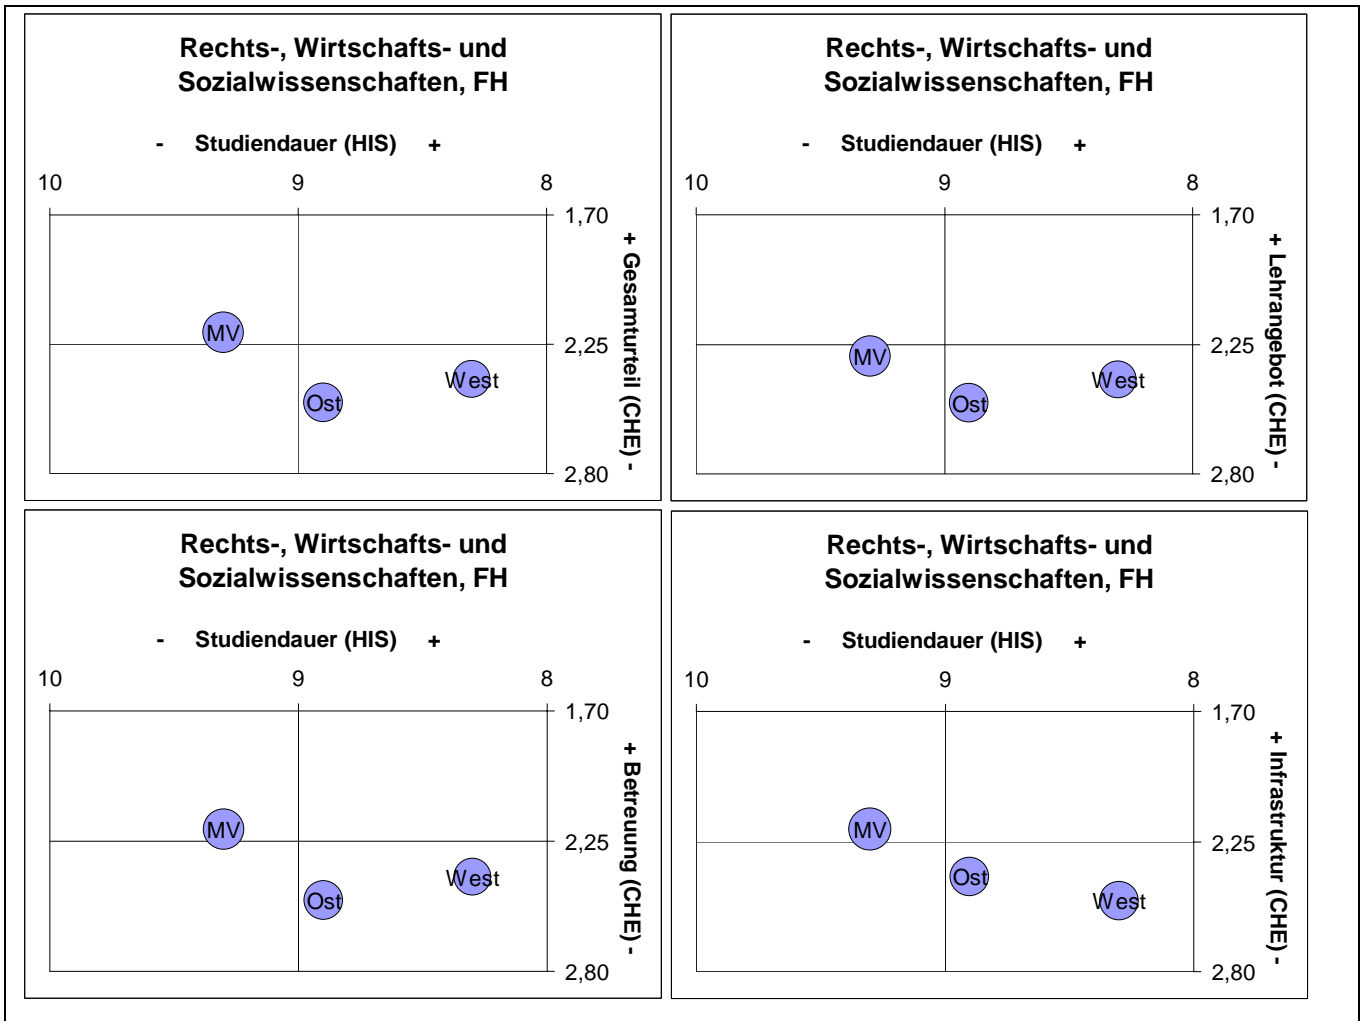 Rechts-, Wirtschafts- und
Sozialwissenschaften, FH
- Studiendauer (HIS) +
10 9 8
1,70
MV
2,25
West
Ost
2,80
+ Gesamturteil (CHE) -
Rechts-, Wirtschafts- und
Sozialwissenschaften, FH
- Studiendauer (HIS) +
10 9 8
1,70
2,25
MV
West
Ost
2,80
+ Lehrangebot (CHE) -
Rechts-, Wirtschafts- und
Sozialwissenschaften, FH
- Studiendauer (HIS) +
10 9 8
1,70
MV
2,25
West
Ost
2,80
+ Betreuung (CHE) -
Rechts-, Wirtschafts- und
Sozialwissenschaften, FH
- Studiendauer (HIS) +
10 9 8
1,70
MV
2,25
Ost
West
2,80
+ Infrastruktur (CHE) -